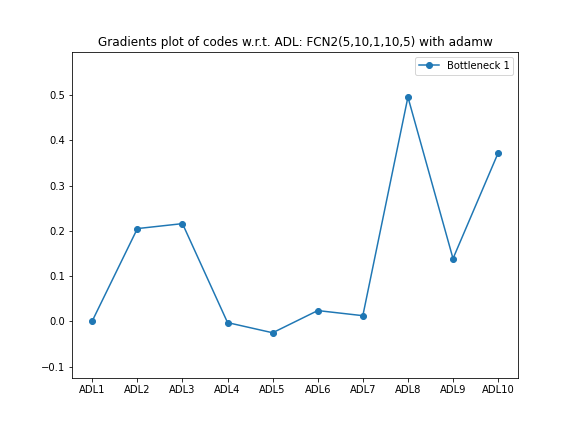 Gradients plot of codes w.r.t. ADL: FCN2(5,10,1,10,5) with adamw
Bottleneck 1
0.5
0.4
0.3
0.2
0.1
0.0
−0.1
ADL1 ADL2 ADL3 ADL4 ADL5 ADL6 ADL7 ADL8 ADL9 ADL10